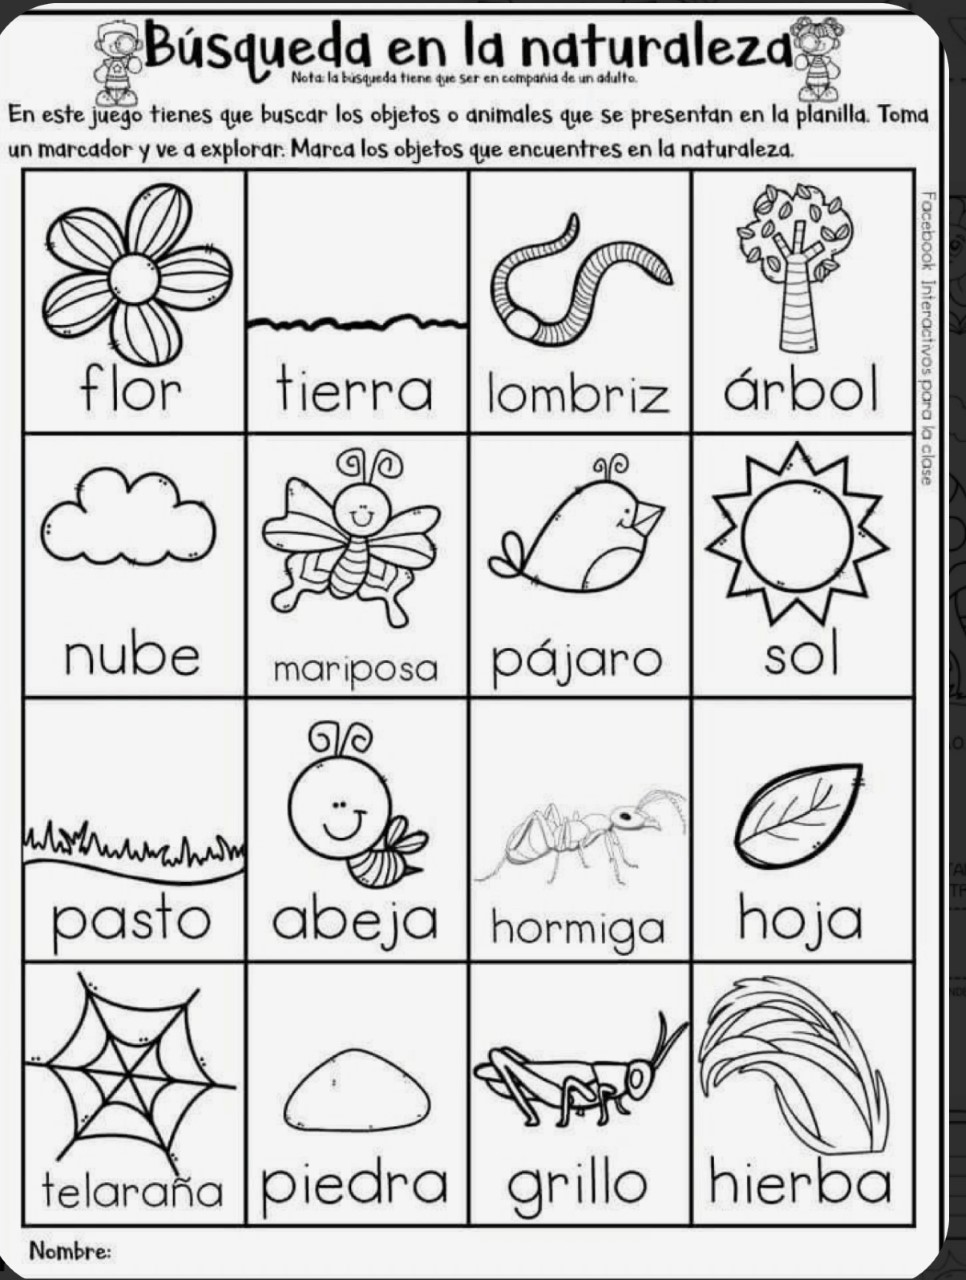 Búsqueda en la naturaleza
Nota: la búsqueda tiene que ser en compañia de un adulto.
En este juego tienes que buscar los objetos o animales que se presentan en la planilla. Toma
un marcador y ve a explorar. Marca los objetos que encuentres en la naturaleza.
flor
tierra
lombriz
árbol
nube
mariposa
pájaro
sol
pasto
abeja
hormiga
hoja
telaraña
piedra
grillo
hierba
Nombre:
Facebook Interactivos para la clase